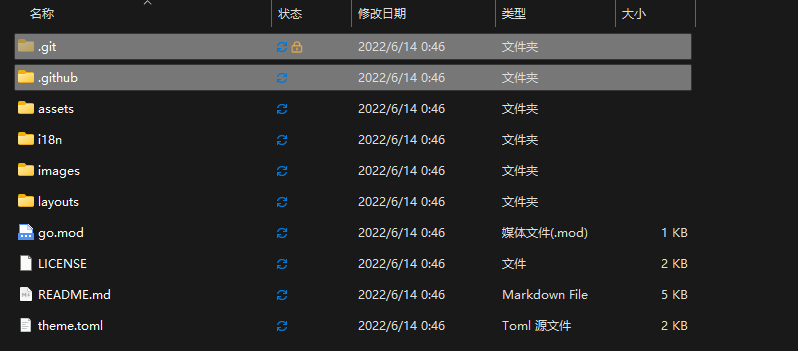 名称 状态 修改日期 类型 大小
.git 2022/6/14 0:46 文件夹
.github 2022/6/14 0:46 文件夹
assets 2022/6/14 0:46 文件夹
i18n 2022/6/14 0:46 文件夹
images 2022/6/14 0:46 文件夹
layouts 2022/6/14 0:46 文件夹
go.mod 2022/6/14 0:46 媒体文件(.mod) 1 KB
LICENSE 2022/6/14 0:46 文件 2 KB
README.md 2022/6/14 0:46 Markdown File 5 KB
theme.toml 2022/6/14 0:46 Toml 源文件 2 KB